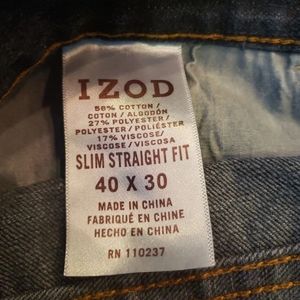 IZOD
56% COTTON /
COTON / ALGODÓN
27% POLYESTER /
POLYESTER / POLIÉSTER
17% VISCOSE/
VISCOSE/ VISCOSA
SLIM STRAIGHT FIT
40 X 30
MADE IN CHINA
FABRIQUÉ EN CHINE
HECHO EN CHINA
RN 110237